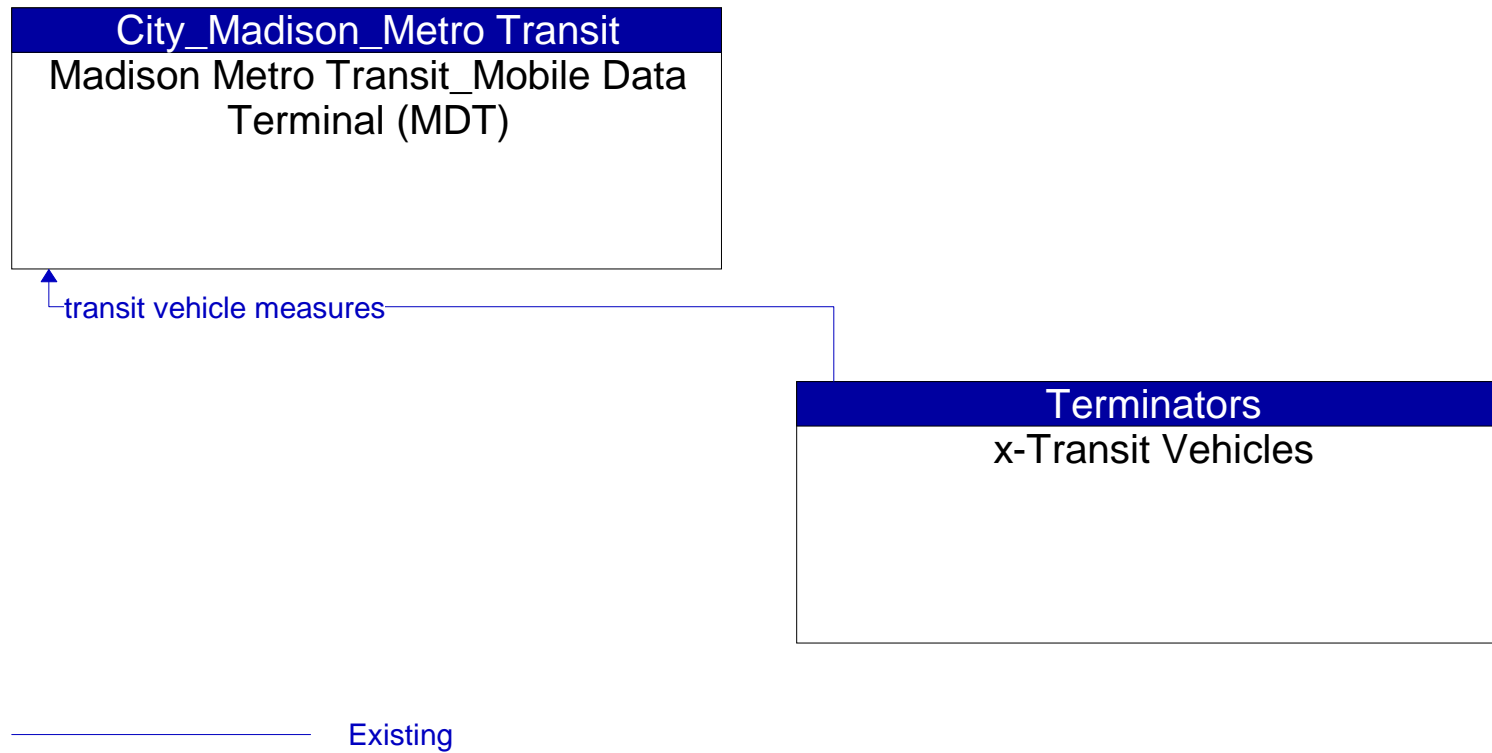 City_Madison_Metro Transit
Madison Metro Transit_Mobile Data
Terminal (MDT)
transit vehicle measures
Terminators
x-Transit Vehicles
Existing